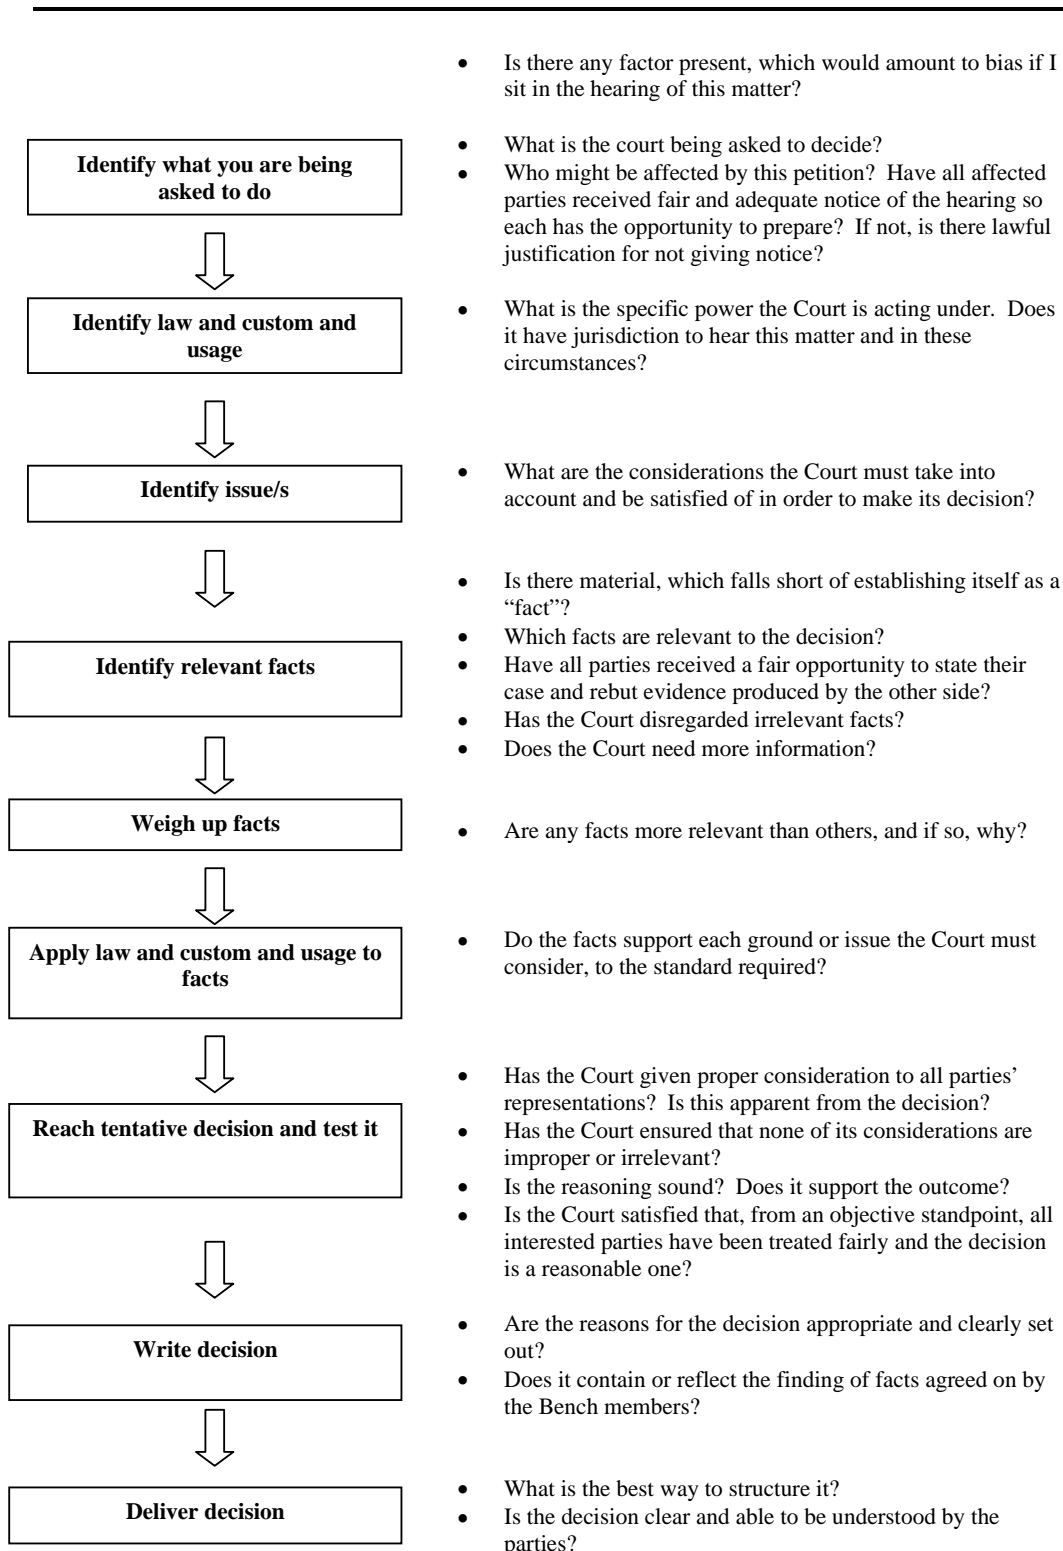 • Is there any factor present, which would amount to bias if I
sit in the hearing of this matter?
Identify what you are being
asked to do
• What is the court being asked to decide?
• Who might be affected by this petition? Have all affected
parties received fair and adequate notice of the hearing so
each has the opportunity to prepare? If not, is there lawful
justification for not giving notice?
Identify law and custom and
usage
• What is the specific power the Court is acting under. Does
it have jurisdiction to hear this matter and in these
circumstances?
Identify issue/s
• What are the considerations the Court must take into
account and be satisfied of in order to make its decision?
Identify relevant facts
• Is there material, which falls short of establishing itself as a
“fact”?
• Which facts are relevant to the decision?
• Have all parties received a fair opportunity to state their
case and rebut evidence produced by the other side?
• Has the Court disregarded irrelevant facts?
• Does the Court need more information?
Weigh up facts
• Are any facts more relevant than others, and if so, why?
Apply law and custom and usage to
facts
• Do the facts support each ground or issue the Court must
consider, to the standard required?
Reach tentative decision and test it
• Has the Court given proper consideration to all parties’
representations? Is this apparent from the decision?
• Has the Court ensured that none of its considerations are
improper or irrelevant?
• Is the reasoning sound? Does it support the outcome?
• Is the Court satisfied that, from an objective standpoint, all
interested parties have been treated fairly and the decision
is a reasonable one?
Write decision
• Are the reasons for the decision appropriate and clearly set
out?
• Does it contain or reflect the finding of facts agreed on by
the Bench members?
Deliver decision
• What is the best way to structure it?
• Is the decision clear and able to be understood by the
parties?